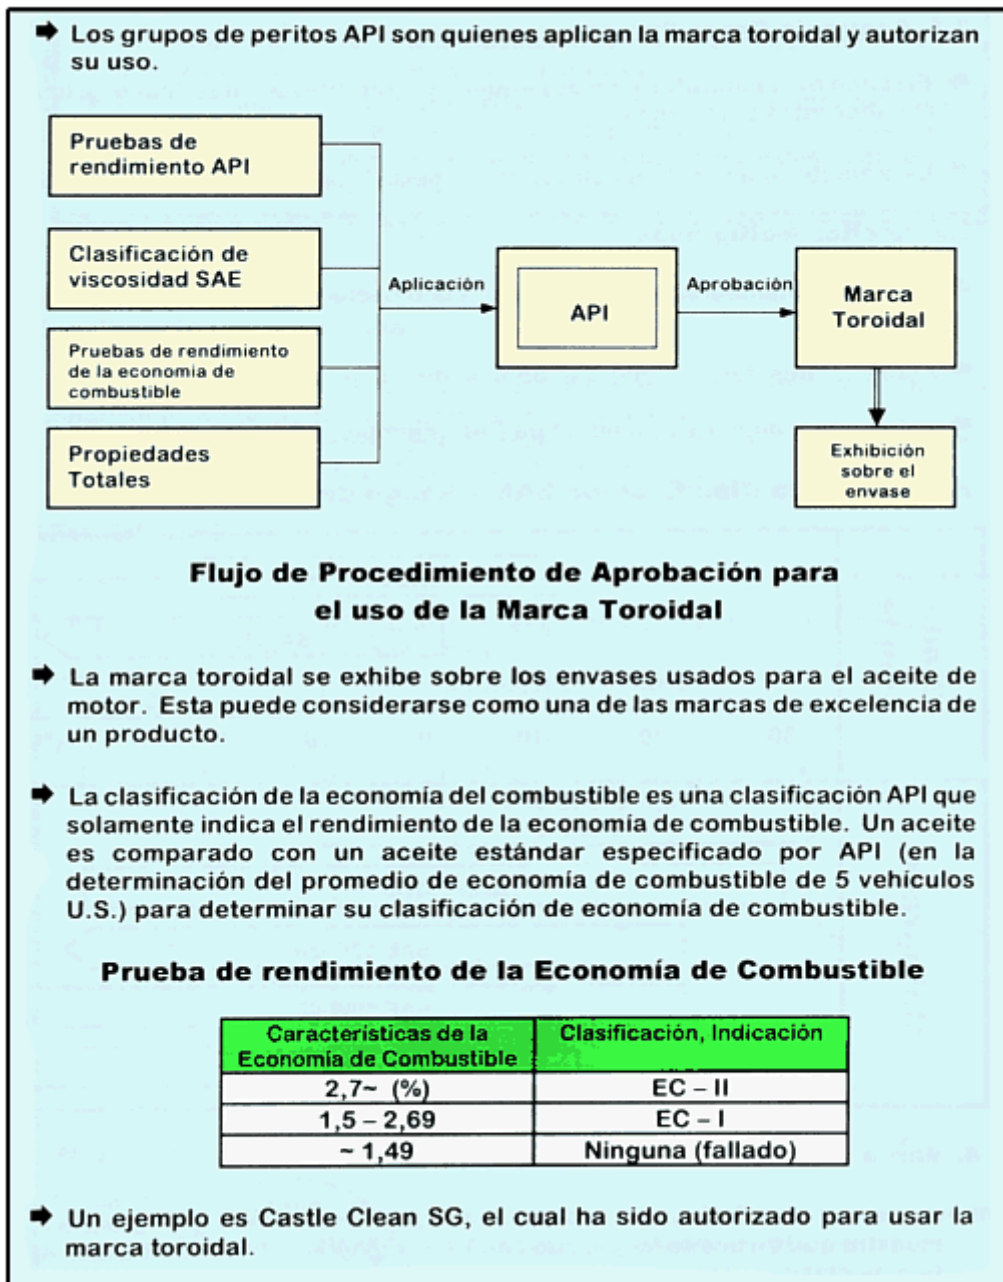 Los grupos de peritos API son quienes aplican la marca toroidal y autorizan
su uso.
Pruebas de
rendimiento API
Clasificación de
viscosidad SAE
Pruebas de rendimiento
de la economia de
combustible
Propiedades
Totales
Aplicación
API
Aprobación
Marca
Toroidal
Exhibición
sobre el
envase
Flujo de Procedimiento de Aprobación para
el uso de la Marca Toroidal
La marca toroidal se exhibe sobre los envases usados para el aceite de
motor. Esta puede considerarse como una de las marcas de excelencia de
un producto.
La clasificación de la economía del combustible es una clasificación API que
solamente indica el rendimiento de la economía de combustible. Un aceite
es comparado con un aceite estándar especificado por API (en la
determinación del promedio de economía de combustible de 5 vehículos
U.S.) para determinar su clasificación de economía de combustible.
Prueba de rendimiento de la Economía de Combustible
Características de la
Economía de Combustible
Clasificación, Indicación
2,7~ (%)
EC – II
1,5 – 2,69
EC – I
~ 1,49
Ninguna (fallado)
Un ejemplo es Castle Clean SG, el cual ha sido autorizado para usar la
marca toroidal.